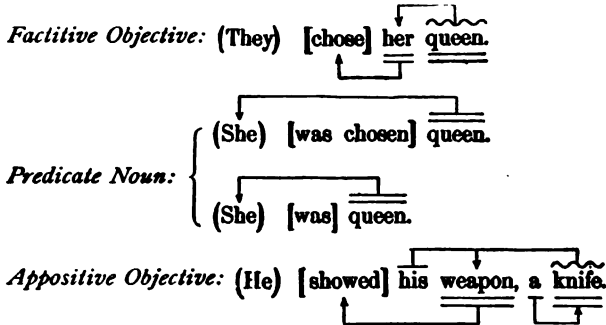 Factitive Objective: (They) [chose] her queen.
(She) [was chosen] queen.
Predicate Noun:
(She) [was] queen.
Appositive Objective: (He) [showed] his weapon, a knife.